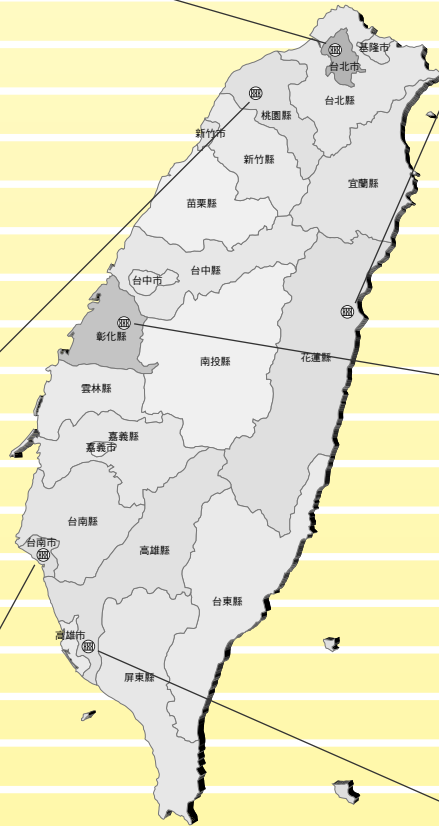 基隆市
台北市
台北縣
桃園縣
新竹市
新竹縣
宜蘭縣
苗栗縣
台中縣
台中市
彰化縣
南投縣
花蓮縣
雲林縣
嘉義縣
嘉義市
台南縣
台南市
高雄縣
台東縣
高雄市
屏東縣